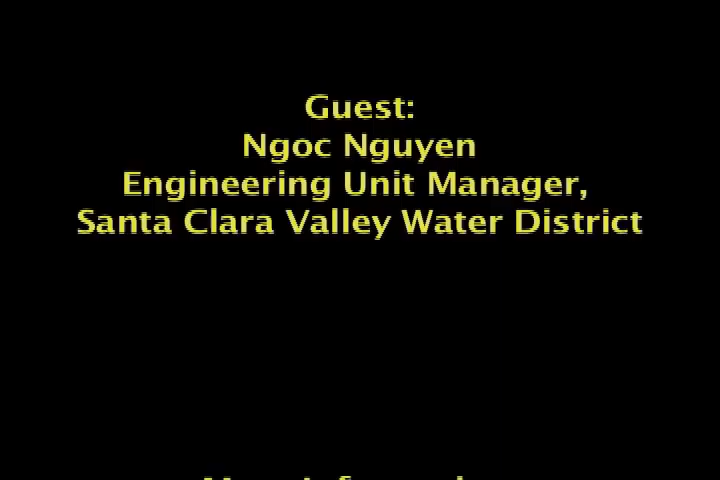 Guest:
Ngoc Nguyen
Engineering Unit Manager,
Santa Clara Valley Water District